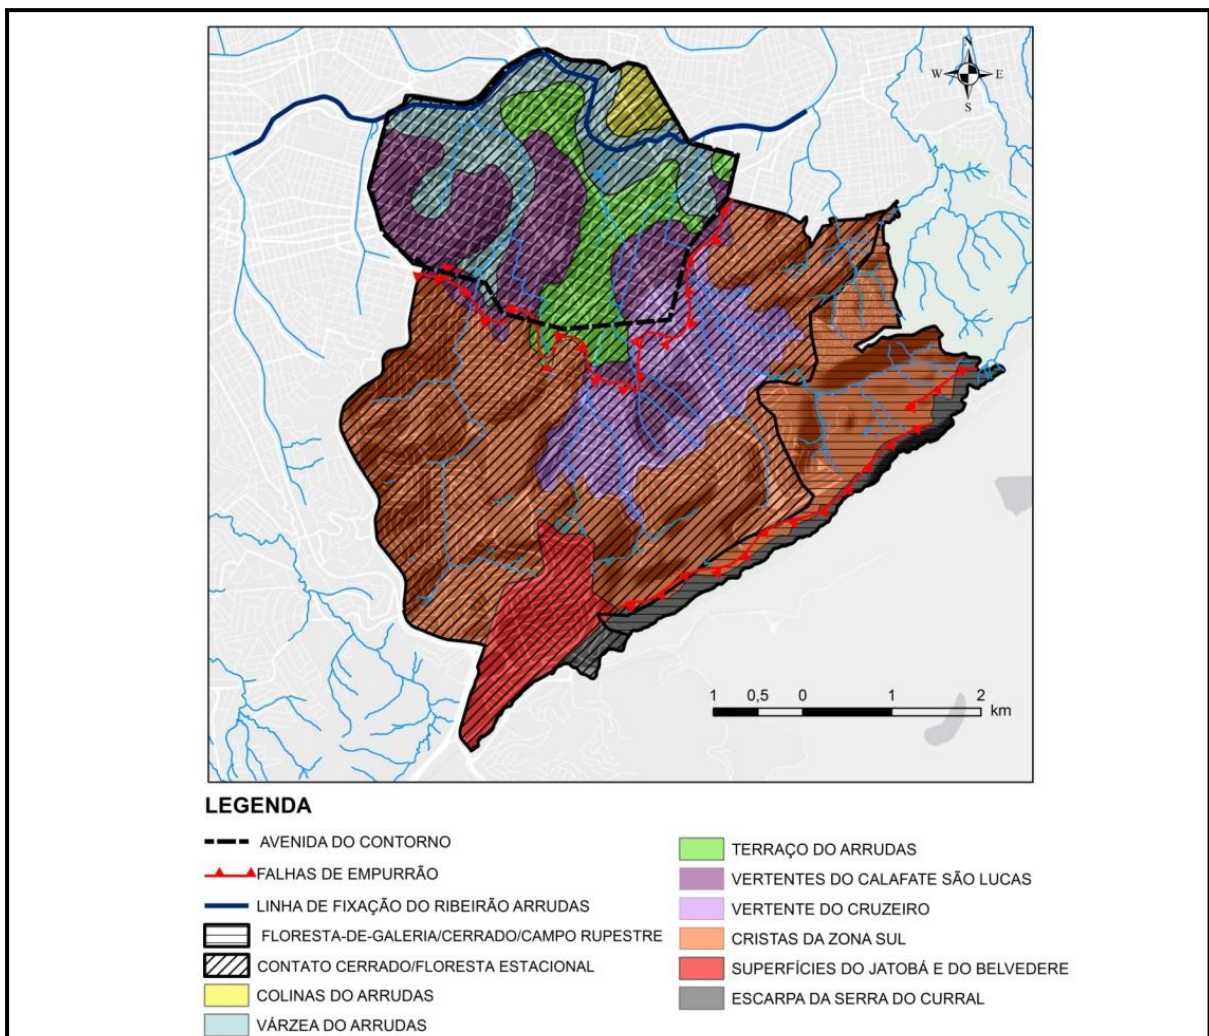 N
W E
S
1 0,5 0 1 2
km
LEGENDA
AVENIDA DO CONTORNO
FALHAS DE EMPURRÃO
LINHA DE FIXAÇÃO DO RIBEIRÃO ARRUDAS
FLORESTA-DE-GALERIA/CERRADO/CAMPO RUPESTRE
CONTATO CERRADO/FLORESTA ESTACIONAL
COLINAS DO ARRUDAS
VÁRZEA DO ARRUDAS
TERRAÇO DO ARRUDAS
VERTENTES DO CALAFATE SÃO LUCAS
VERTENTE DO CRUZEIRO
CRISTAS DA ZONA SUL
SUPERFÍCIES DO JATOBÁ E DO BELVEDERE
ESCARPA DA SERRA DO CURRAL